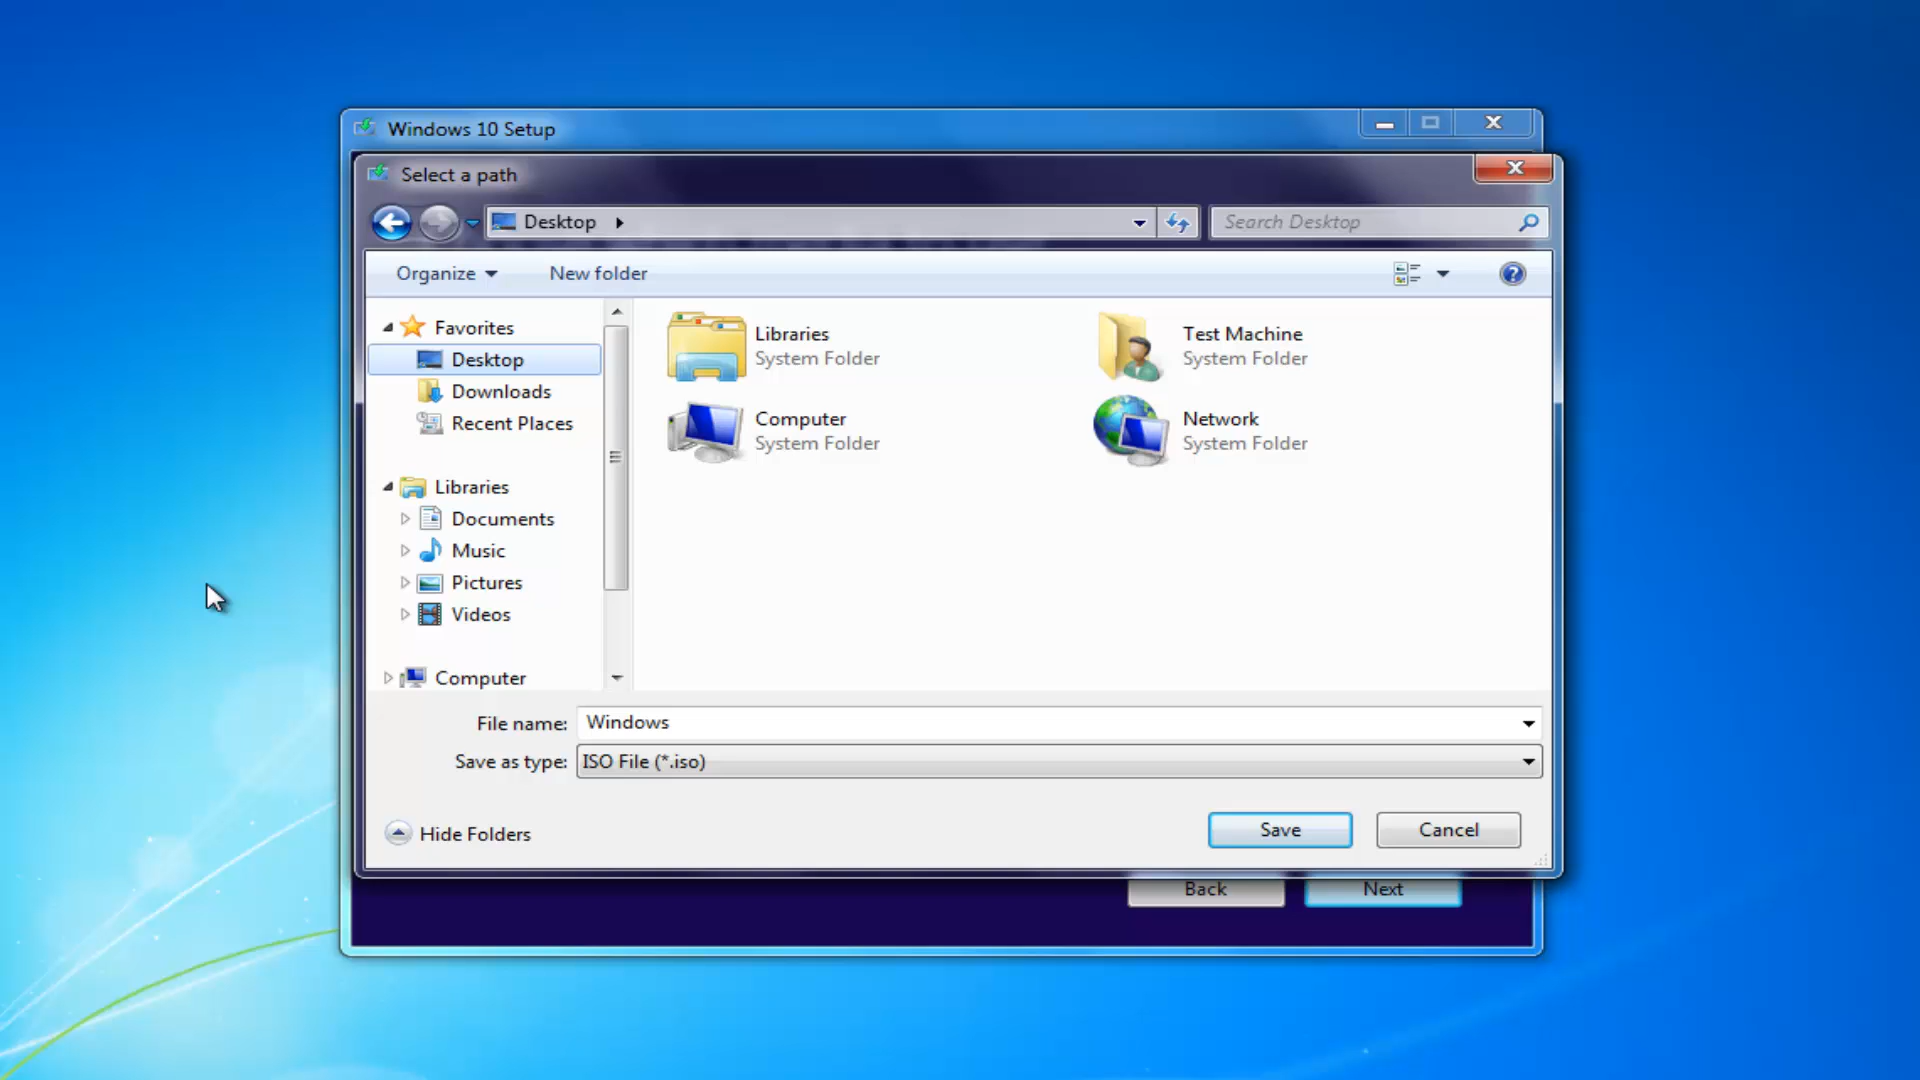 Windows 10 Setup
Select a path
Desktop
Search Desktop
Organize
New folder
Favorites
Desktop
Downloads
Recent Places
Libraries
Documents
Music
Pictures
Videos
Computer
Libraries
System Folder
Test Machine
System Folder
Computer
System Folder
Network
System Folder
File name: Windows
Save as type: ISO File (*.iso)
Hide Folders
Save
Cancel
Back
Next